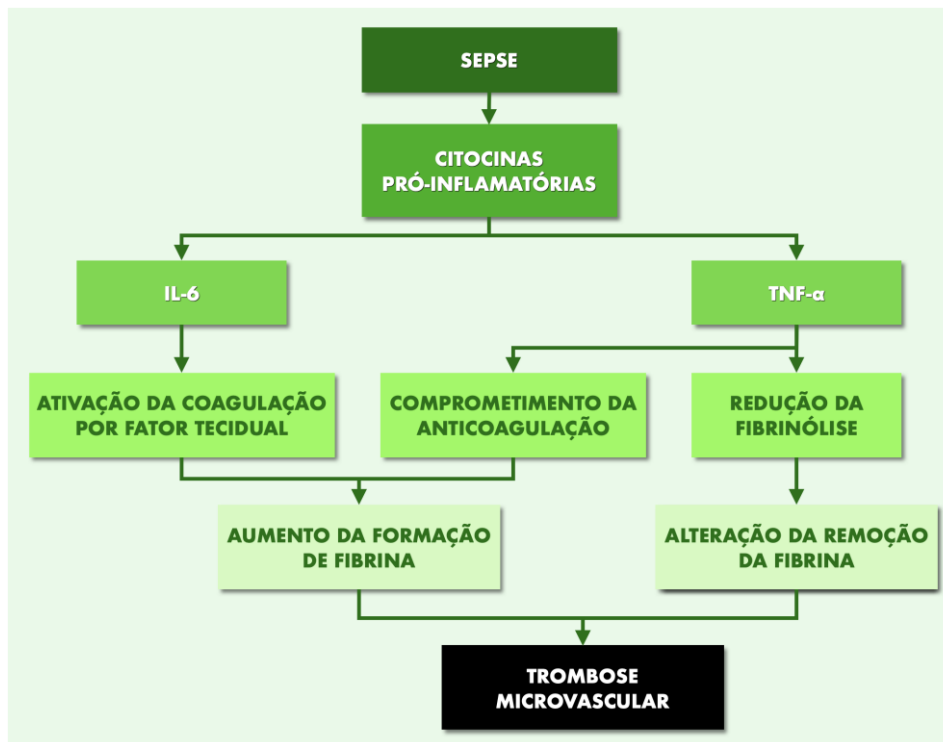 SEPSE
CITOCINAS
PRÓ-INFLAMATÓRIAS
IL-6
TNF-α
ATIVAÇÃO DA COAGULAÇÃO
POR FATOR TECIDUAL
COMPROMETIMENTO DA
ANTICOAGULAÇÃO
REDUÇÃO DA
FIBRINÓLISE
AUMENTO DA FORMAÇÃO
DE FIBRINA
ALTERAÇÃO DA REMOÇÃO
DA FIBRINA
TROMBOSE
MICROVASCULAR